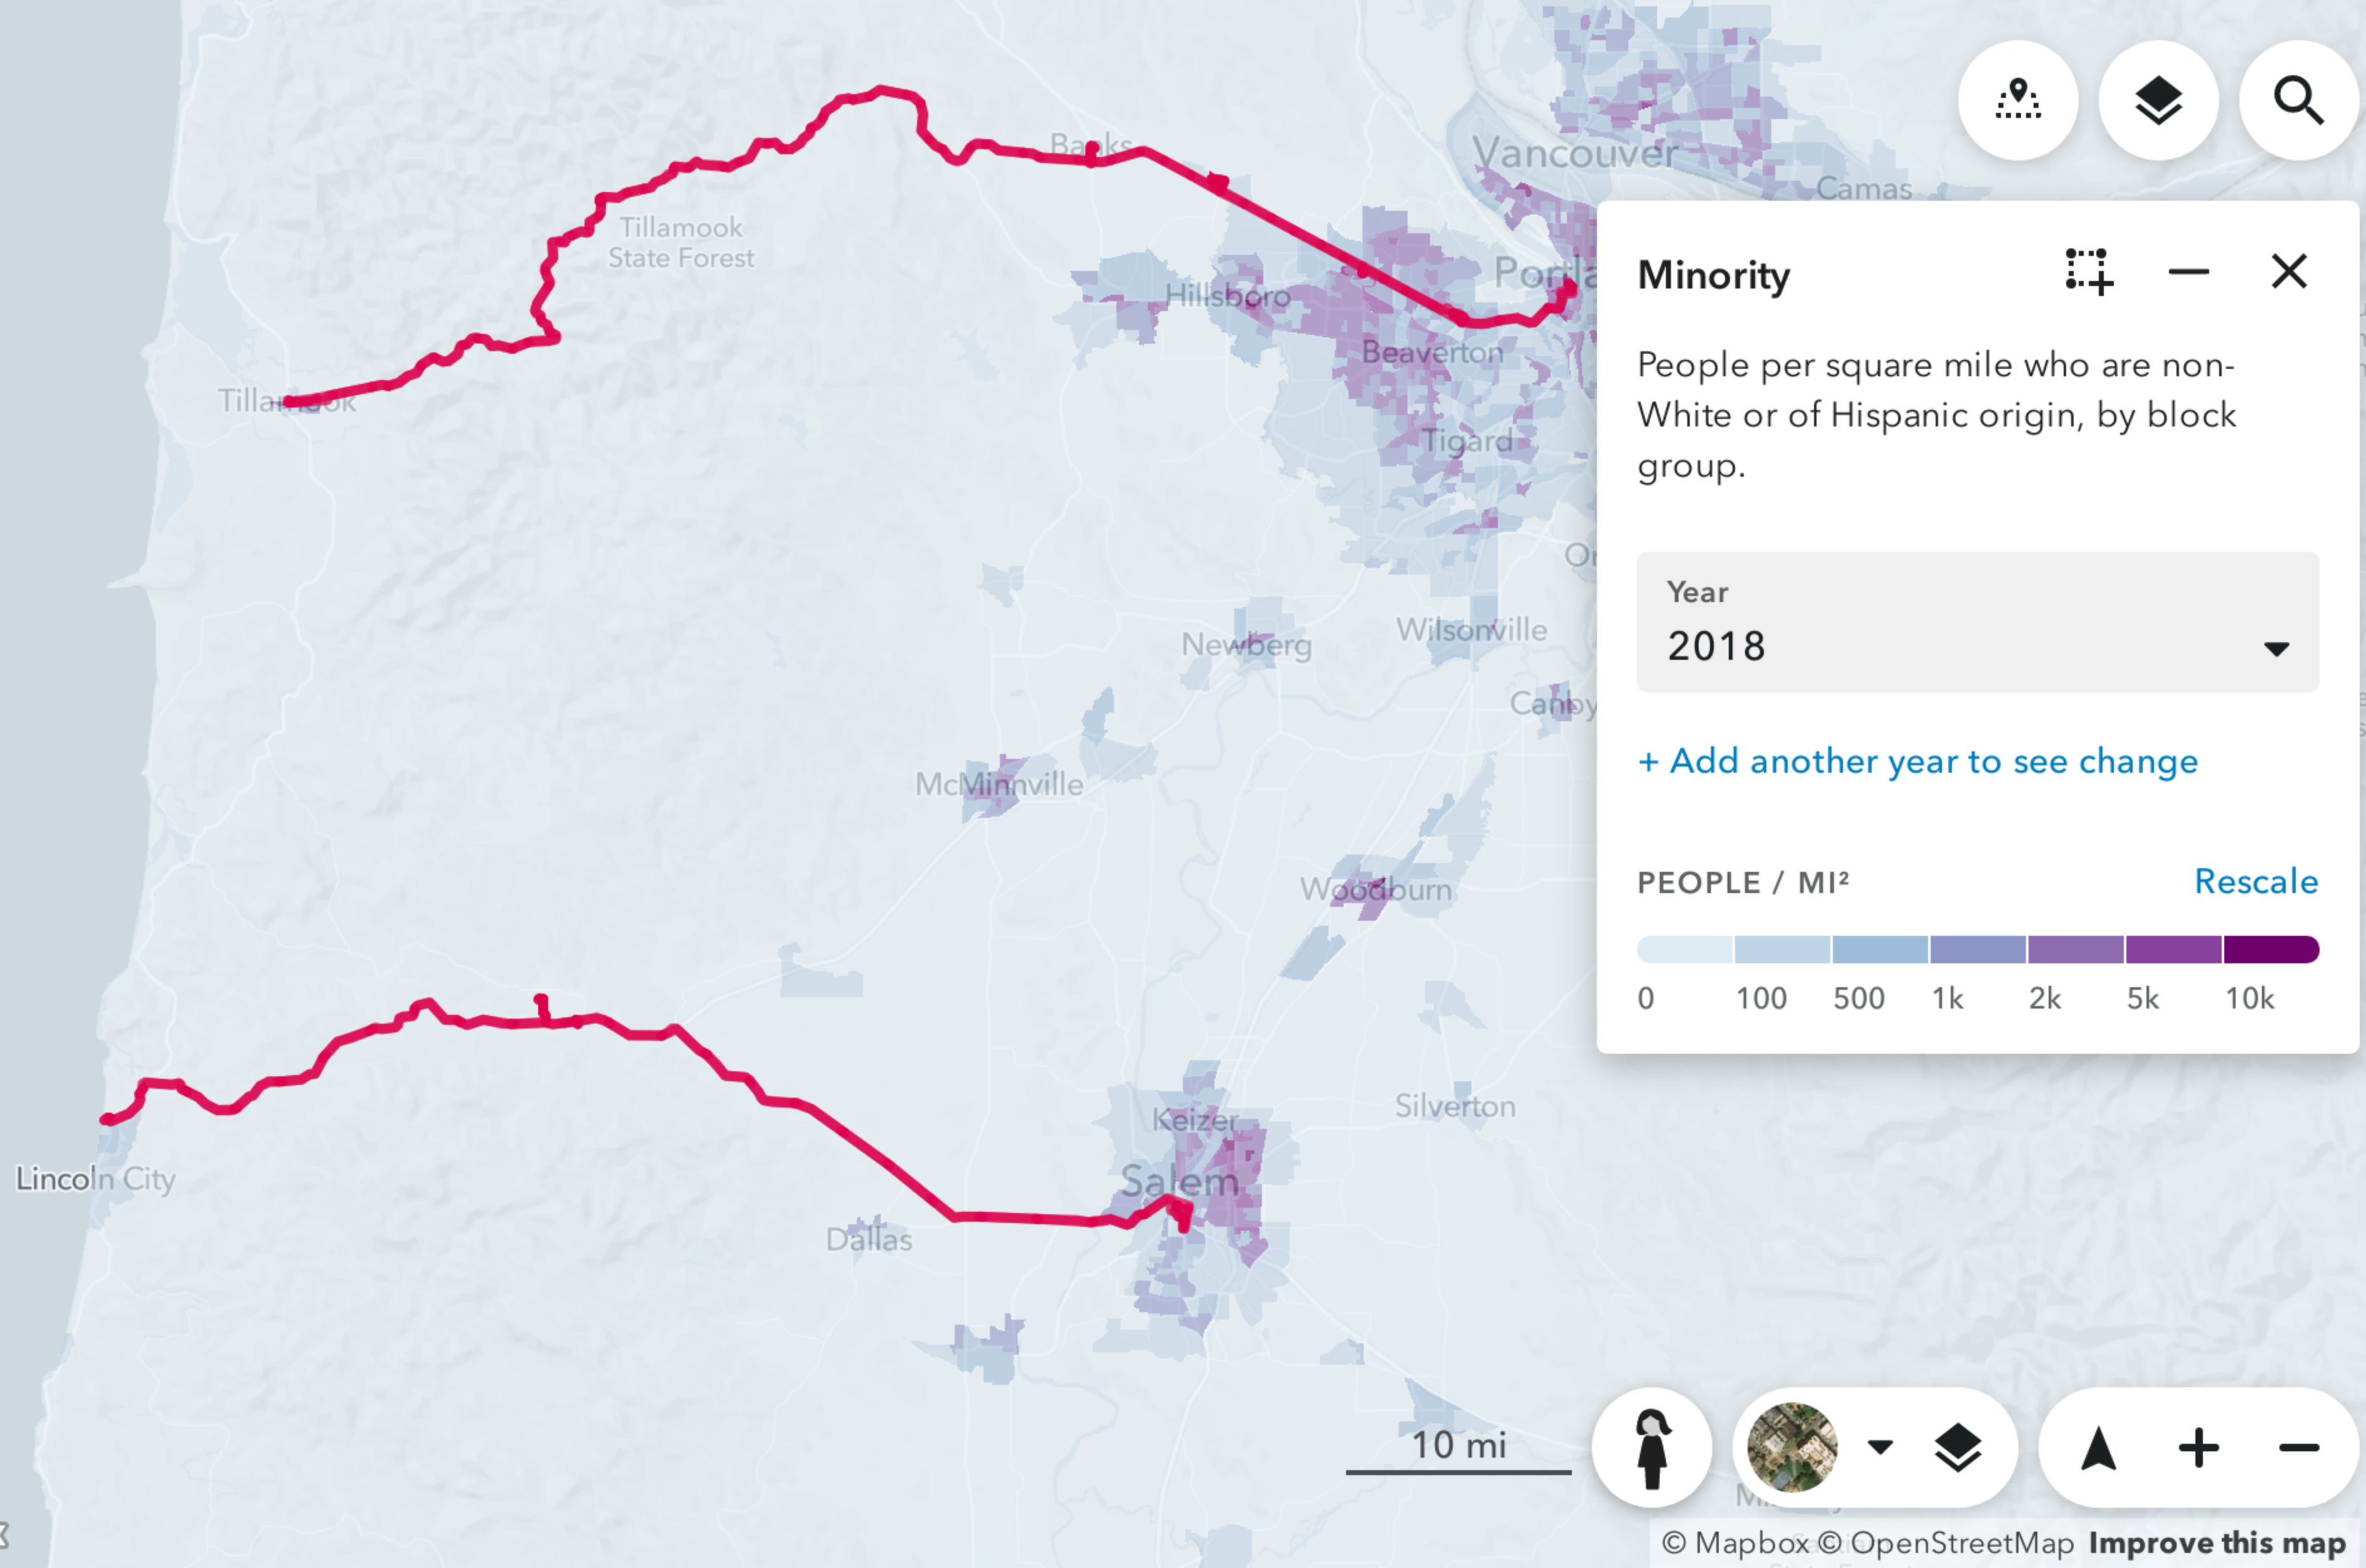 Banks
Vancouver
Camas
Tillamook
State Forest
Hillsboro
Portla
Beaverton
Tillamook
Tigard
Newberg
Wilsonville
Canby
McMinnville
Woodburn
Silverton
Keizer
Salem
Lincoln City
Dallas
Minority
People per square mile who are non-
White or of Hispanic origin, by block
group.
Year
2018
+ Add another year to see change
PEOPLE / MI²
Rescale
0 100 500 1k 2k 5k 10k
10 mi
© Mapbox © OpenStreetMap Improve this map